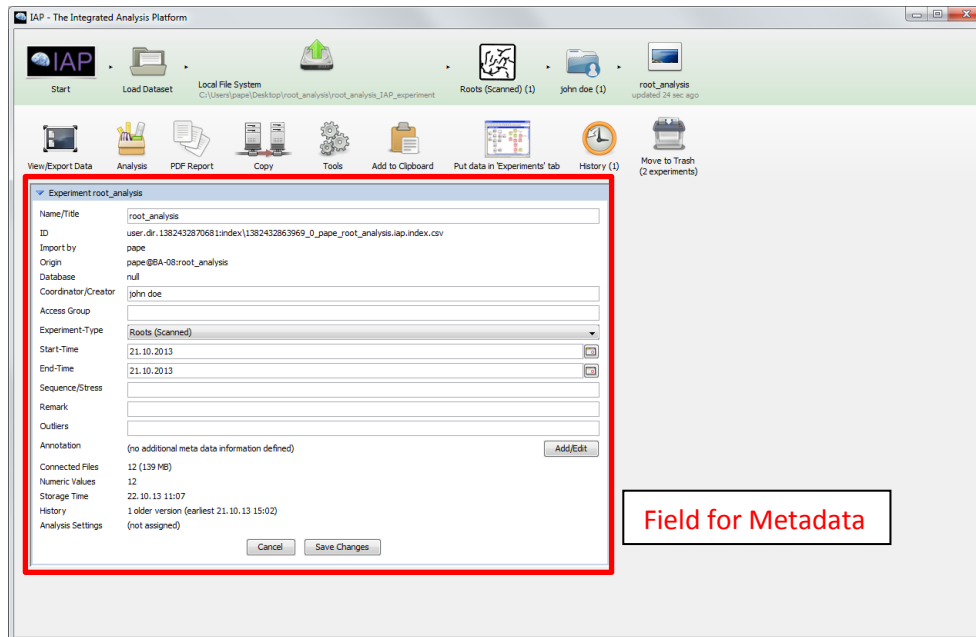 IAP - The Integrated Analysis Platform
IAP
Start
Load Dataset
Local File System
C:\Users\pape\Desktop\root_analysis\root_analysis_IAP_experiment
Roots (Scanned) (1)
john doe (1)
root_analysis
updated 24 sec ago
View/Export Data
Analysis
PDF Report
Copy
Tools
Add to Clipboard
Put data in 'Experiments' tab
History (1)
Move to Trash
(2 experiments)
Experiment root_analysis
Name/Title root_analysis
ID user.dir.1382432870681:index\1382432863969_0_pape_root_analysis.iap.index.csv
Import by pape
Origin pape@BA-08:root_analysis
Database null
Coordinator/Creator john doe
Access Group
Experiment-Type Roots (Scanned)
Start-Time 21.10.2013
End-Time 21.10.2013
Sequence/Stress
Remark
Outliers
Annotation (no additional meta data information defined) Add/Edit
Connected Files 12 (139 MB)
Numeric Values 12
Storage Time 22.10.13 11:07
History 1 older version (earliest 21.10.13 15:02)
Analysis Settings (not assigned)
Cancel Save Changes
Field for Metadata